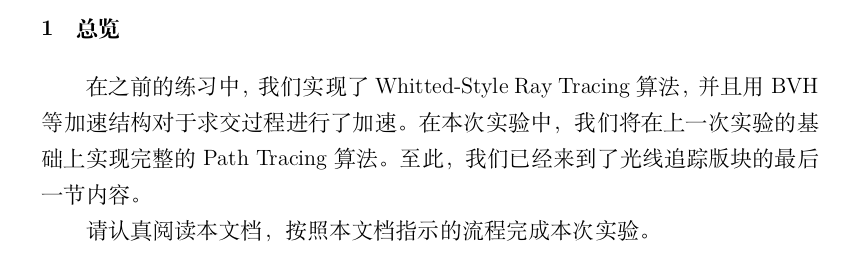 1 总览
在之前的练习中，我们实现了 Whitted-Style Ray Tracing 算法，并且用 BVH
等加速结构对于求交过程进行了加速。在本次实验中，我们将在上一次实验的基
础上实现完整的 Path Tracing 算法。至此，我们已经来到了光线追踪版块的最后
一节内容。
请认真阅读本文档，按照本文档指示的流程完成本次实验。